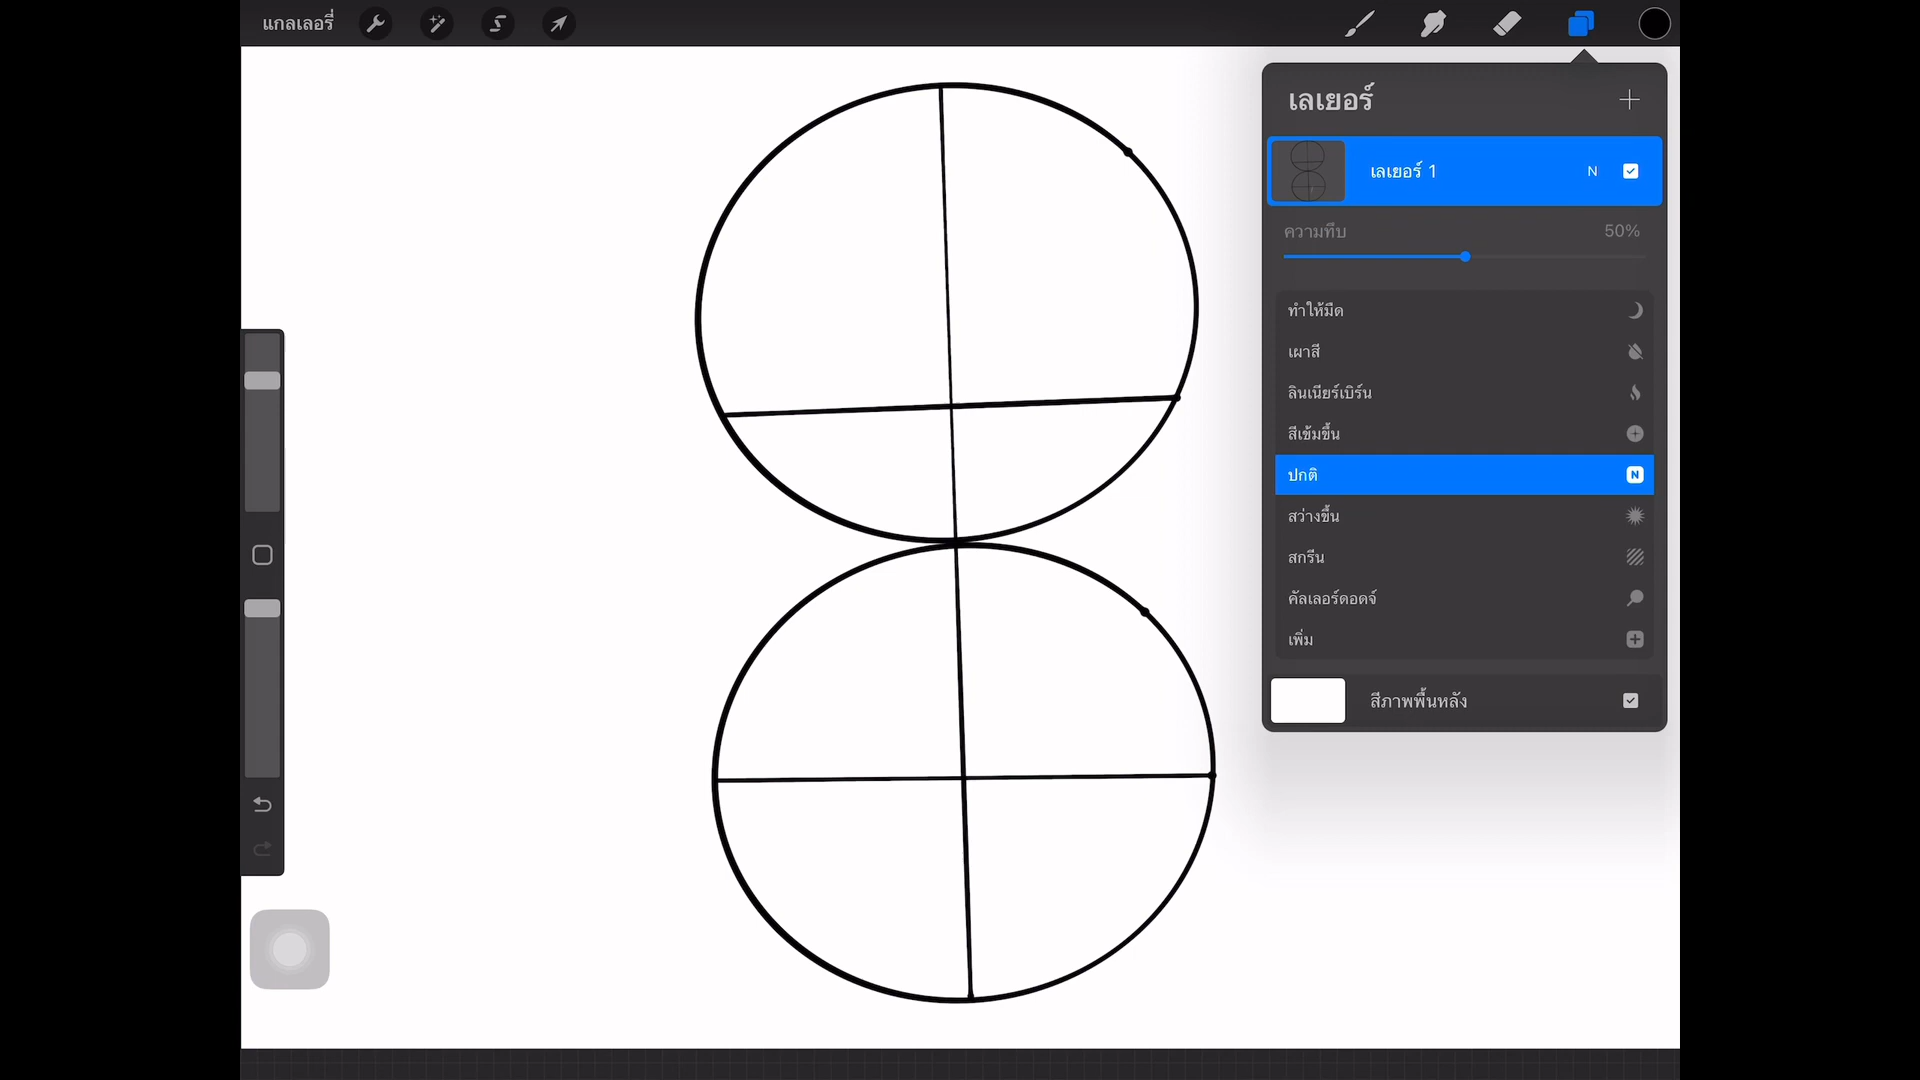 แกลเลอรี่
เลเยอร์
เลเยอร์ 1 N
ความทึบ 50%
ทำให้มืด
เผาสี
ลินเนียร์เบิร์น
สีเข้มขึ้น
ปกติ N
สว่างขึ้น
สกรีน
คัลเลอร์ดอดจ์
เพิ่ม
สีภาพพื้นหลัง